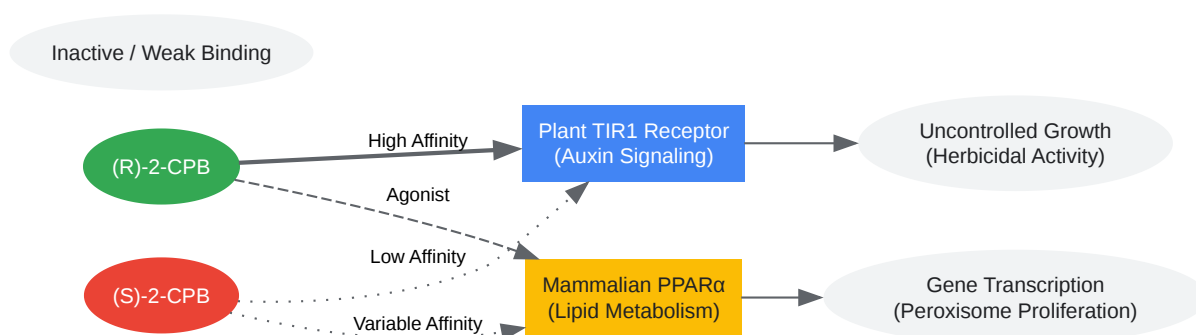 Inactive / Weak Binding
(R)-2-CPB
High Affinity
Plant TIR1 Receptor
(Auxin Signaling)
Uncontrolled Growth
(Herbicidal Activity)
Agonist
(S)-2-CPB
Low Affinity
Variable Affinity
Mammalian PPARα
(Lipid Metabolism)
Gene Transcription
(Peroxisome Proliferation)